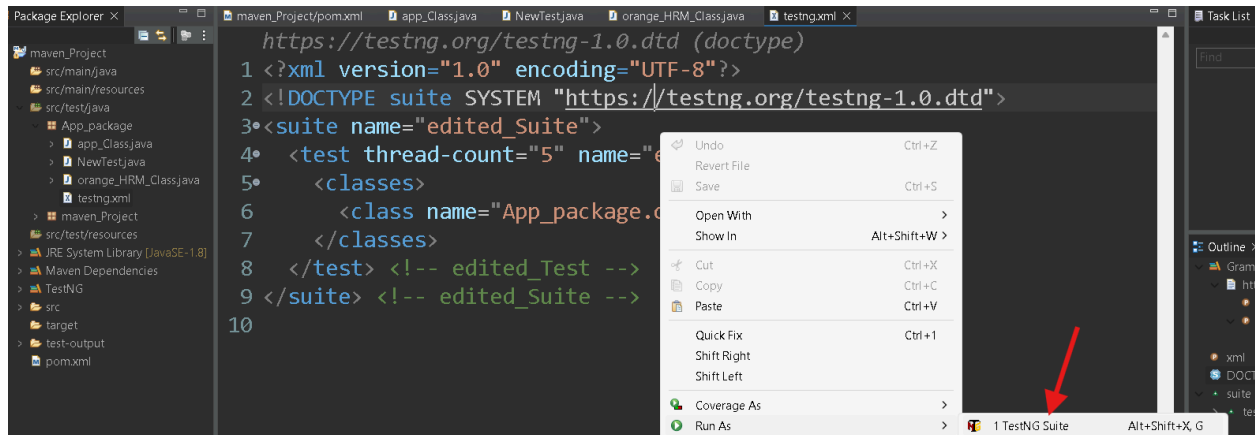 Package Explorer ×
maven_Project
src/main/java
src/main/resources
src/test/java
App_package
app_Class.java
NewTest.java
orange_HRM_Class.java
testng.xml
maven_Project
src/test/resources
JRE System Library [JavaSE-1.8]
Maven Dependencies
TestNG
src
target
test-output
pom.xml
maven_Project/pom.xml app_Class.java NewTest.java orange_HRM_Class.java testng.xml ×
https://testng.org/testng-1.0.dtd (doctype)
1 <?xml version="1.0" encoding="UTF-8"?>
2 <!DOCTYPE suite SYSTEM "https://testng.org/testng-1.0.dtd">
3 <suite name="edited_Suite">
4 <test thread-count="5" name="
5 <classes>
6 <class name="App_package.
7 </classes>
8 </test> <!-- edited_Test -->
9 </suite> <!-- edited_Suite -->
10
Undo Ctrl+Z
Revert File
Save Ctrl+S
Open With >
Show In Alt+Shift+W >
Cut Ctrl+X
Copy Ctrl+C
Paste Ctrl+V
Quick Fix Ctrl+1
Shift Right
Shift Left
Coverage As >
Run As >
1 TestNG Suite Alt+Shift+X, G
Task List
Find
Outline
Gram
ht
xml
DOCT
suite
te